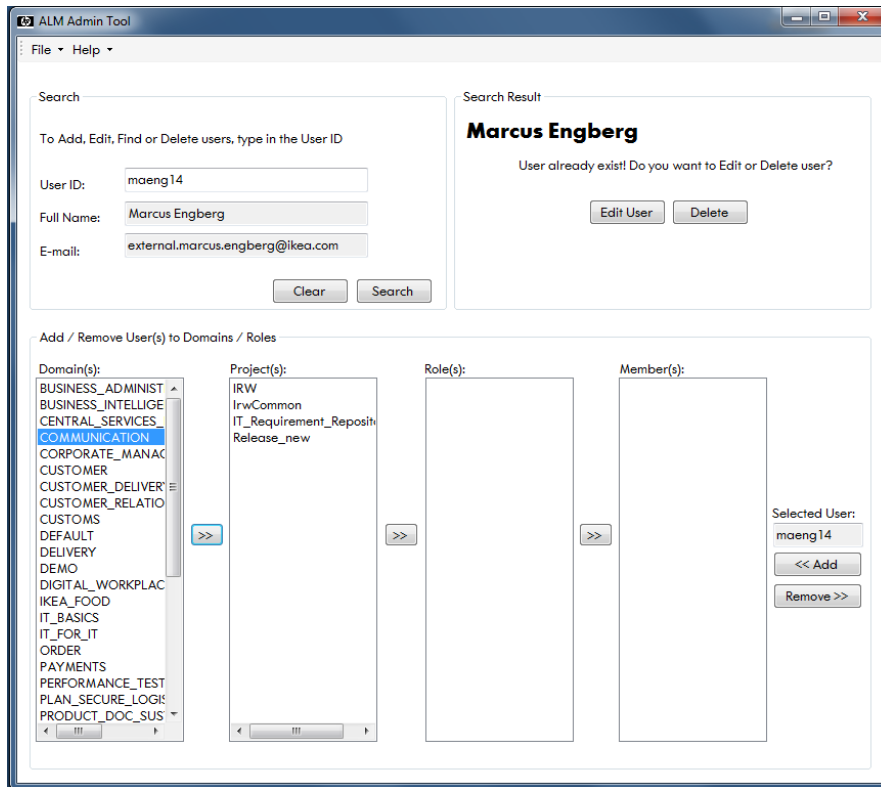 ALM Admin Tool
File Help
Search
To Add, Edit, Find or Delete users, type in the User ID
User ID: maeng14
Full Name: Marcus Engberg
E-mail: external.marcus.engberg@ikea.com
Clear Search
Search Result
Marcus Engberg
User already exist! Do you want to Edit or Delete user?
Edit User Delete
Add / Remove User(s) to Domains / Roles
Domain(s):
BUSINESS_ADMINIST
BUSINESS_INTELLIGE
CENTRAL_SERVICES_
COMMUNICATION
CORPORATE_MANAC
CUSTOMER
CUSTOMER_DELIVERY
CUSTOMER_RELATIO
CUSTOMS
DEFAULT
DELIVERY
DEMO
DIGITAL_WORKPLAC
IKEA_FOOD
IT_BASICS
IT_FOR_IT
ORDER
PAYMENTS
PERFORMANCE_TEST
PLAN_SECURE_LOGIS
PRODUCT_DOC_SUS
>>
Project(s):
IRW
IrwCommon
IT_Requirement_Reposit
Release_new
>>
Role(s):
>>
Member(s):
Selected User:
maeng14
<< Add
Remove >>